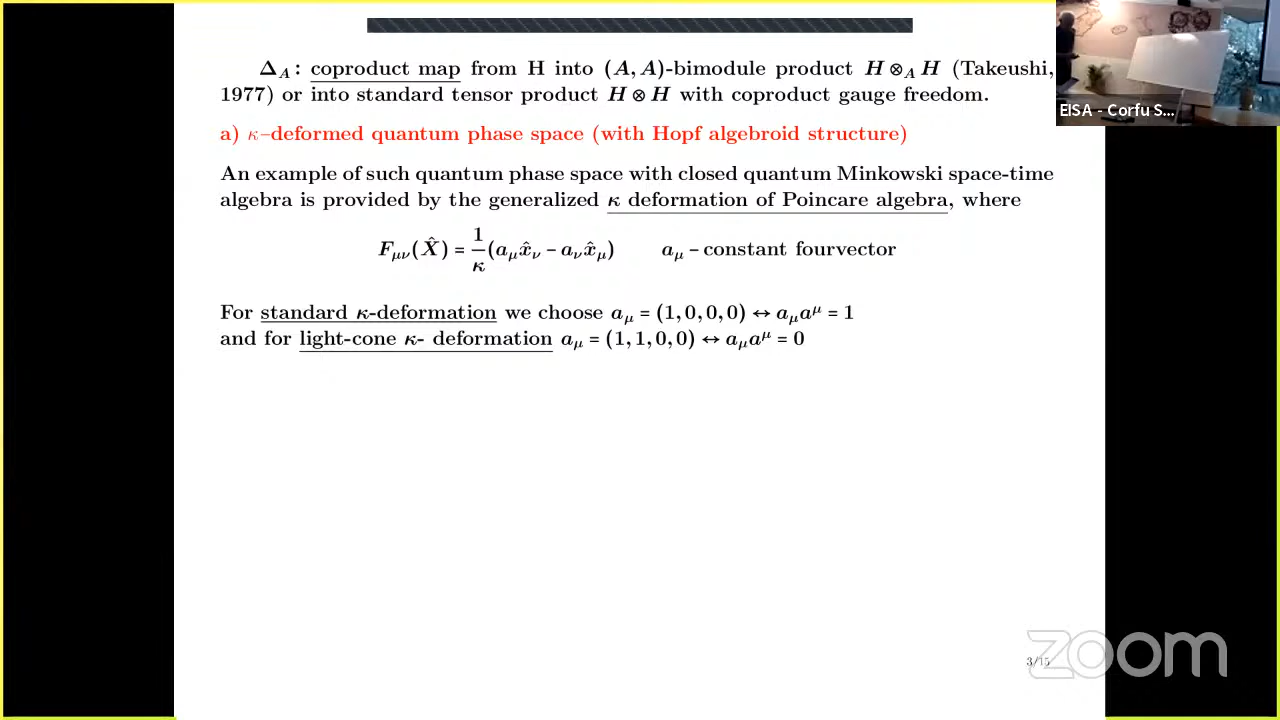 Δ_A : coproduct map from H into (A, A)-bimodule product H ⊗_A H (Takeushi,
1977) or into standard tensor product H ⊗ H with coproduct gauge freedom.
a) κ–deformed quantum phase space (with Hopf algebroid structure)
An example of such quantum phase space with closed quantum Minkowski space-time
algebra is provided by the generalized κ deformation of Poincare algebra, where
F_μν(X̂) = 1/κ (a_μ x̂_ν – a_ν x̂_μ) a_μ – constant fourvector
For standard κ-deformation we choose a_μ = (1, 0, 0, 0) ↔ a_μ a^μ = 1
and for light-cone κ- deformation a_μ = (1, 1, 0, 0) ↔ a_μ a^μ = 0
3/15
EISA - Corfu S...
zoom